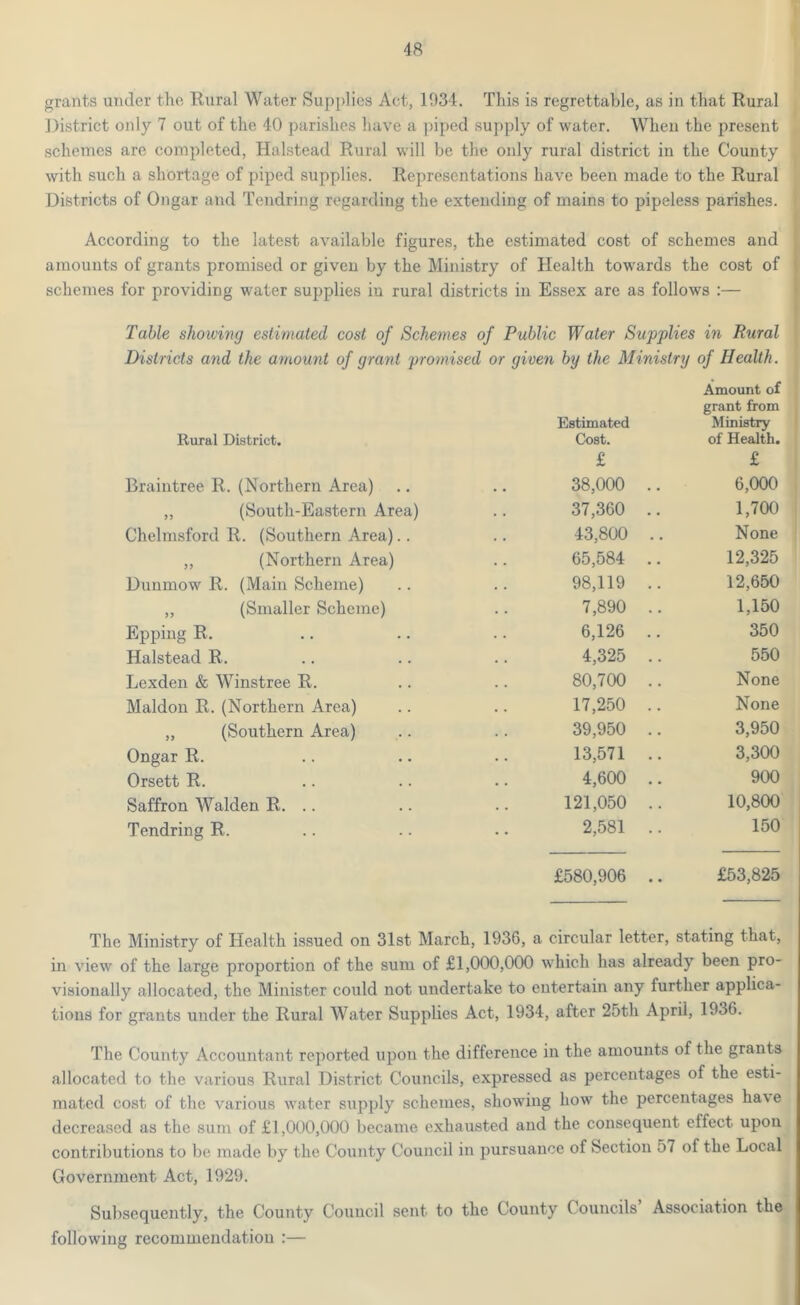 48
grants under the Rural Water Supplies Act, 1934. This is regrettable, as in that Rural
District only 7 out of the 40 parishes have a piped supply of water. When the present
schemes are completed, Halstead Rural will be the only rural district in the County
with such a shortage of piped supplies. Representations have been made to the Rural
Districts of Ongar and Tendring regarding the extending of mains to pipeless parishes.
According to the latest available figures, the estimated cost of schemes and
amounts of grants promised or given by the Ministry of Health towards the cost of
schemes for providing water supplies in rural districts in Essex are as follows :—
Table showing estimated cost of Schemes of Public Water Supplies in Rural
Districts and the amount of grant promised or given by the Ministry of Health.
Amount of
grant from
Estimated Ministry
Rural District. Cost. of Health.
£ £
Braintree R. (Northern Area) .. .. 38,000 .. 6,000
„ (South-Eastern Area) .. 37,360 .. 1,700
Chelmsford R. (Southern Area) .. .. 43,800 .. None
„ (Northern Area) .. 65,584 .. 12,325
Dunmow R. (Main Scheme) .. .. 98,119 .. 12,650
„ (Smaller Scheme) .. 7,890 .. 1,150
Epping R. .. .. .. 6,126 .. 350
Halstead R. .. .. .. 4,325 .. 550
Lexden & Winstree R. .. .. 80,700 .. None
Maldon R. (Northern Area) .. .. 17,250 .. None
„ (Southern Area) .. .. 39,950 .. 3,950
Ongar R. .. .. .. 13,571 .. 3,300
Orsett R. .. .. .. 4,600 .. 900
Saffron Walden R. .. .. .. 121,050 .. 10,800
Tendring R. .. .. .. 2,581 .. 150
£580,906 .. £53,825
The Ministry of Health issued on 31st March, 1936, a circular letter, stating that,
in view of the large proportion of the sum of £1,000,000 which has already been pro-
visionally allocated, the Minister could not undertake to entertain any further applica-
tions for grants under the Rural Water Supplies Act, 1934, after 25th April, 1936.
The County Accountant reported upon the difference in the amounts of the grants
allocated to the various Rural District Councils, expressed as percentages of the esti-
mated cost of the various water supply schemes, showing how the percentages have
decreased as the sum of £1,000,000 became exhausted and the consequent effect upon
contributions to be made by the County Council in pursuance of Section 57 of the Local
Government Act, 1929.
Subsequently, the County Council sent to the County Councils' Association the
following recommendation :—